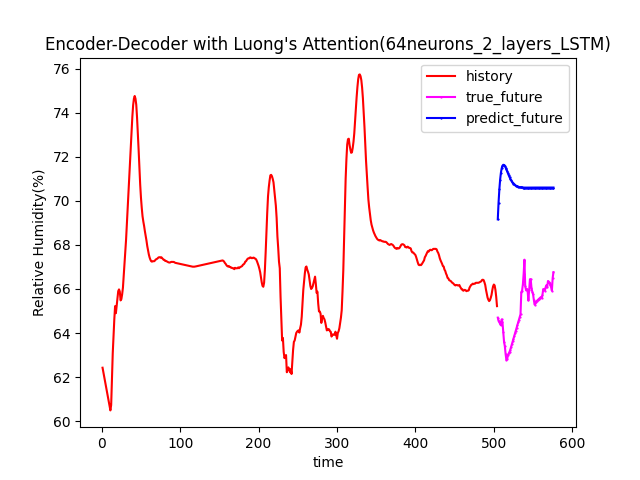 Encoder-Decoder with Luong's Attention(64neurons_2_layers_LSTM)
history
true_future
predict_future
Relative Humidity(%)
76
74
72
70
68
66
64
62
60
0 100 200 300 400 500 600
time